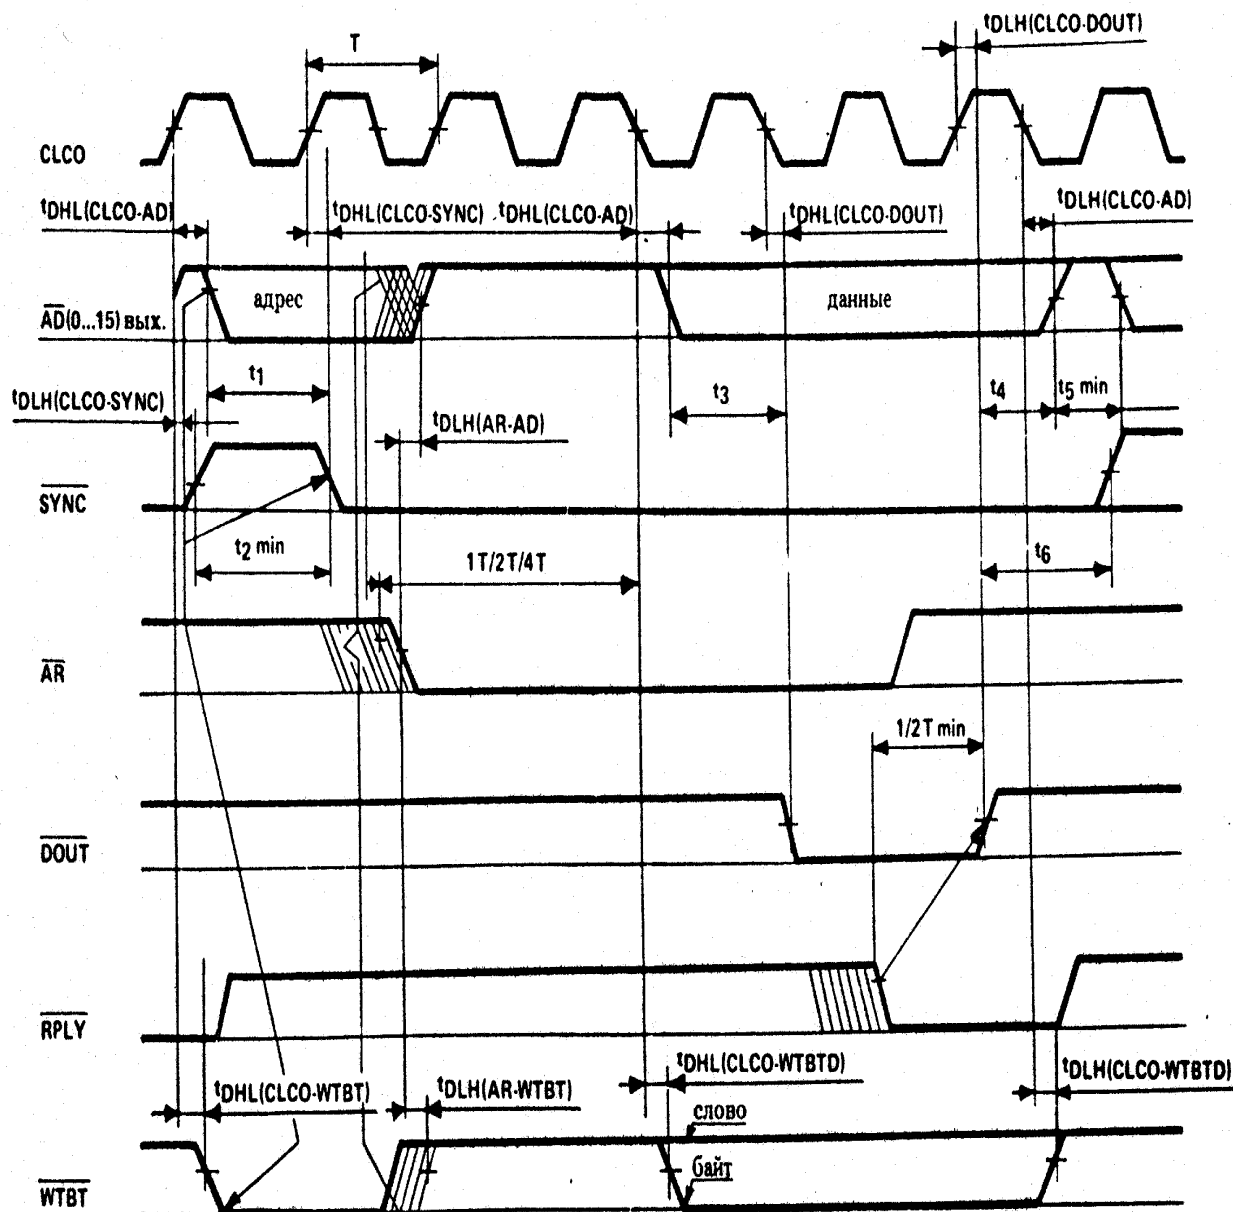 tDLH(CLCO-DOUT)
T
CLCO
tDHL(CLCO-AD)
tDHL(CLCO-SYNC)
tDHL(CLCO-AD)
tDHL(CLCO-DOUT)
tDLH(CLCO-AD)
AD(0...15) вых.
адрес
данные
t1
t3
t4
t5 min
tDLH(CLCO-SYNC)
tDLH(AR-AD)
SYNC
t2 min
1T/2T/4T
t6
AR
1/2T min
DOUT
RPLY
tDHL(CLCO-WTBT)
tDLH(AR-WTBT)
tDHL(CLCO-WTBTD)
tDLH(CLCO-WTBTD)
слово
байт
WTBT